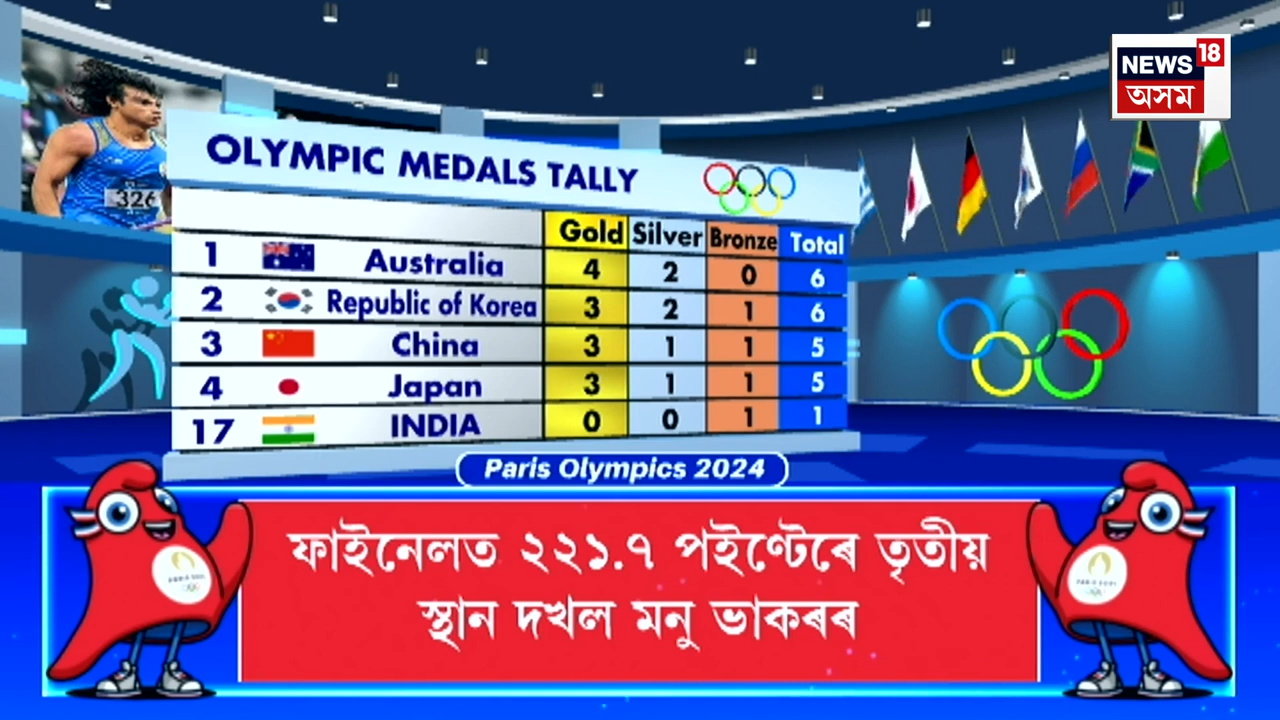 NEWS 18
অসম
326
OLYMPIC MEDALS TALLY
Gold Silver Bronze Total
1 Australia 4 2 0 6
2 Republic of Korea 3 2 1 6
3 China 3 1 1 5
4 Japan 3 1 1 5
17 INDIA 0 0 1 1
Paris Olympics 2024
ফাইনেলত ২২১.৭ পইণ্টেৰে তৃতীয়
স্থান দখল মনু ভাকৰৰ